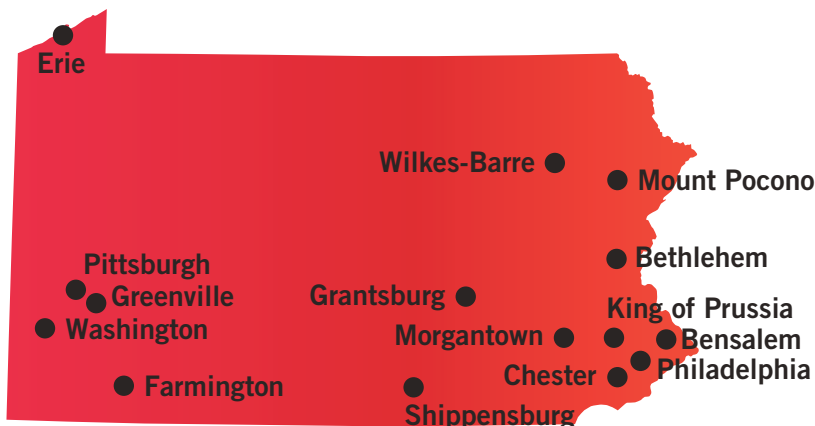 Erie
Wilkes-Barre
Mount Pocono
Bethlehem
Pittsburgh
Greenville
Grantsburg
King of Prussia
Washington
Morgantown
Bensalem
Philadelphia
Chester
Farmington
Shippensburg